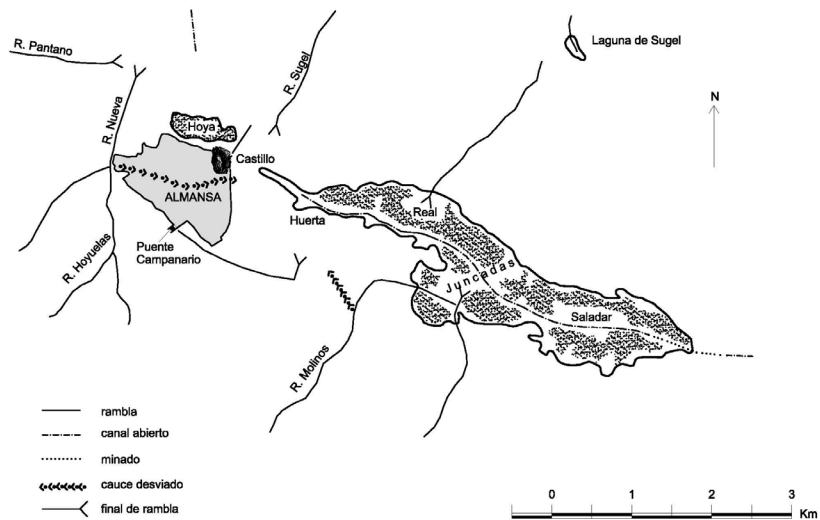 R. Pantano
R. Nueva
R. Sugel
Laguna de Sugel
N
Hoya
Castillo
ALMANSA
Real
Huerta
Puente
Campanario
R. Hoyuelas
Juncadas
Saladar
R. Molinos
rambla
canal abierto
minado
cauce desviado
final de rambla
0 1 2 3
Km